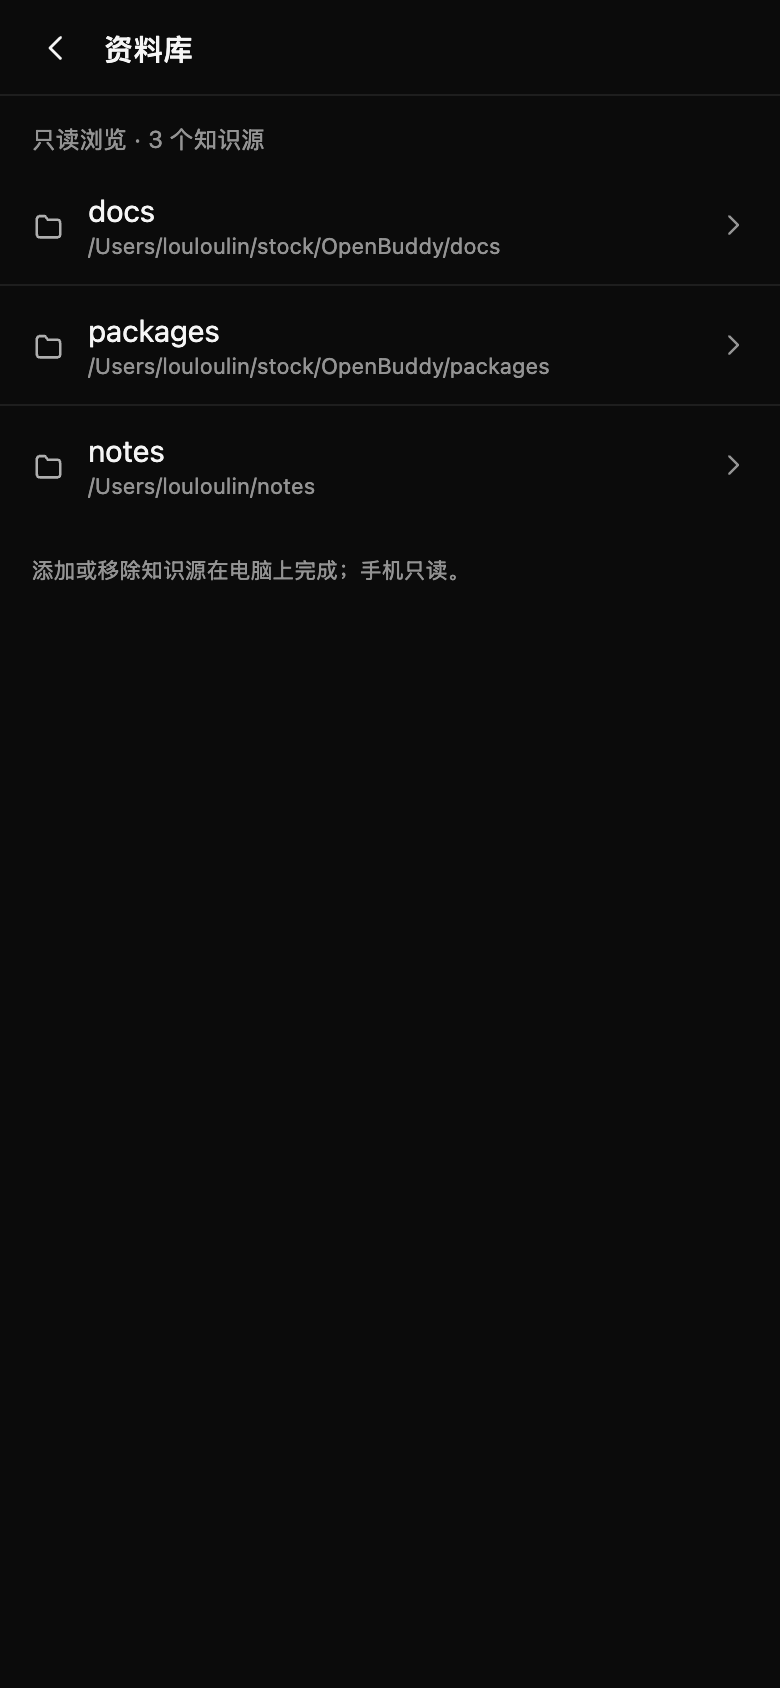 资料库
只读浏览 · 3 个知识源
docs
/Users/louloulin/stock/OpenBuddy/docs
packages
/Users/louloulin/stock/OpenBuddy/packages
notes
/Users/louloulin/notes
添加或移除知识源在电脑上完成；手机只读。